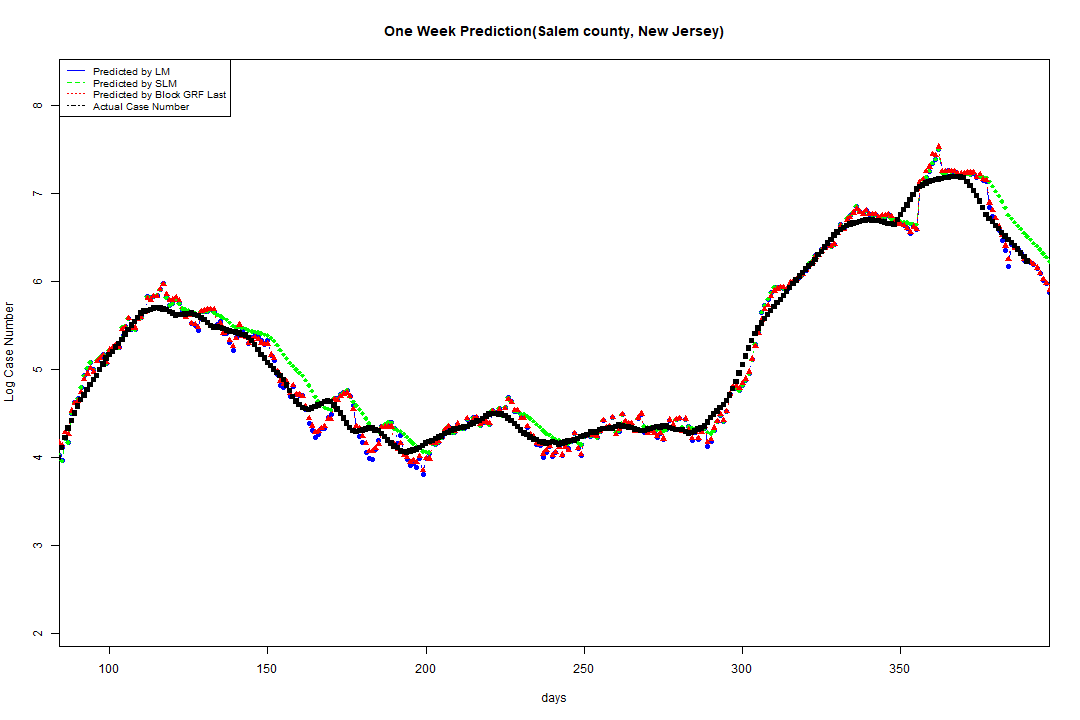 One Week Prediction(Salem county, New Jersey)
Predicted by LM
Predicted by SLM
Predicted by Block GRF Last
Actual Case Number
8
7
6
5
4
3
2
Log Case Number
100 150 200 250 300 350
days